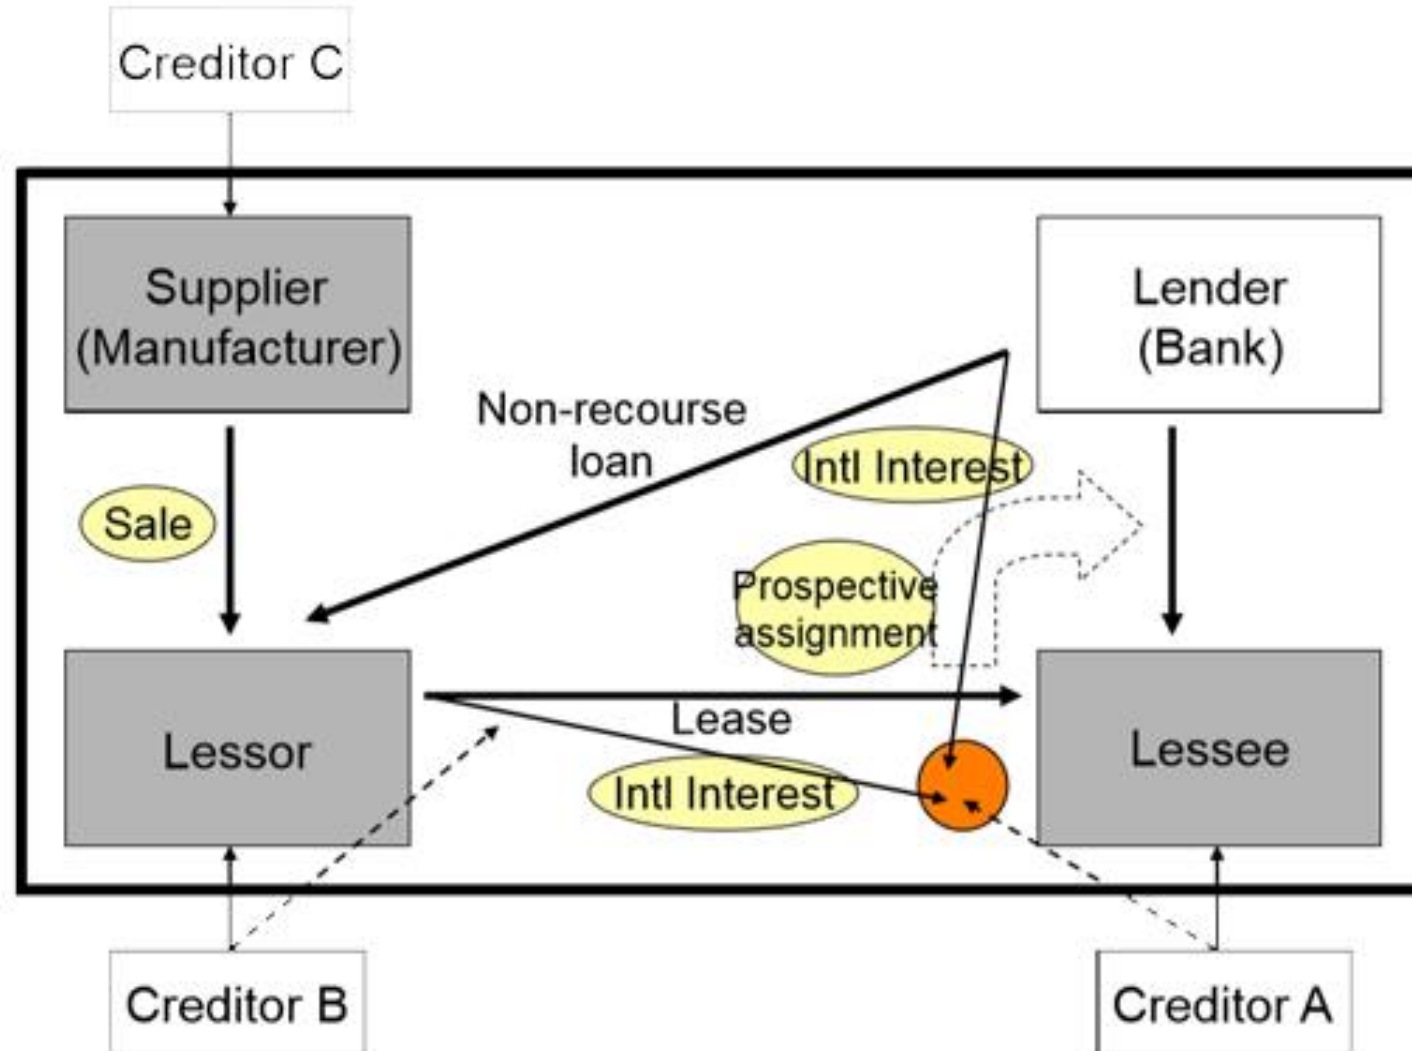 Creditor C
Supplier
(Manufacturer)
Lender
(Bank)
Non-recourse
loan
Intl Interest
Sale
Prospective
assignment
Lessor
Lease
Intl Interest
Lessee
Creditor B
Creditor A